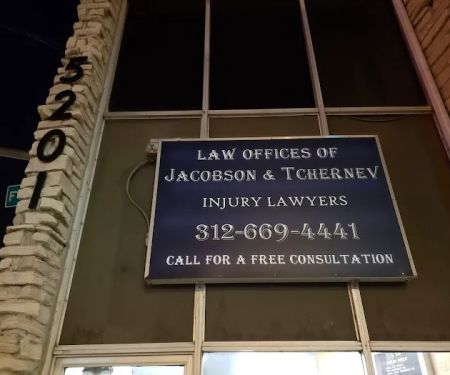 5201
LAW OFFICES OF
JACOBSON & TCHERNEV
INJURY LAWYERS
312-669-4441
CALL FOR A FREE CONSULTATION